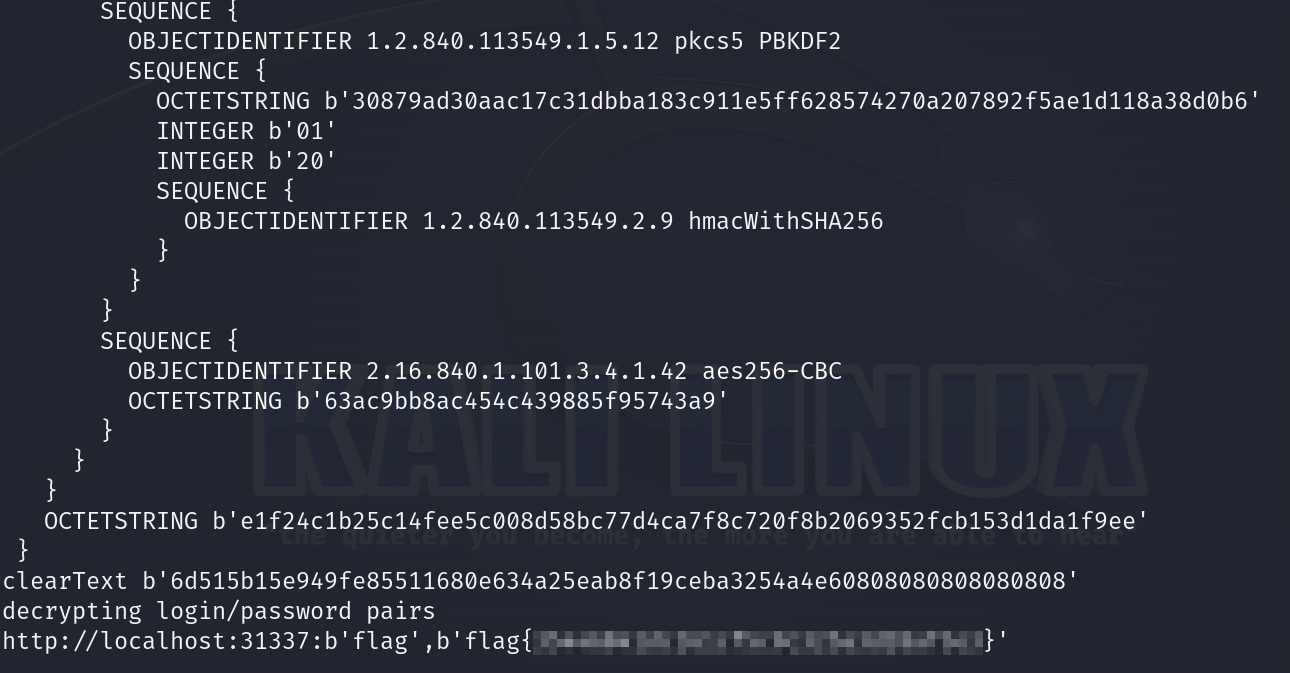 SEQUENCE {
OBJECTIDENTIFIER 1.2.840.113549.1.5.12 pkcs5 PBKDF2
SEQUENCE {
OCTETSTRING b'30879ad30aac17c31dbba183c911e5ff628574270a207892f5ae1d118a38d0b6'
INTEGER b'01'
INTEGER b'20'
SEQUENCE {
OBJECTIDENTIFIER 1.2.840.113549.2.9 hmacWithSHA256
}
}
}
SEQUENCE {
OBJECTIDENTIFIER 2.16.840.1.101.3.4.1.42 aes256-CBC
OCTETSTRING b'63ac9bb8ac454c439885f95743a9'
}
}
}
KALI LINUX
OCTETSTRING b'e1f24c1b25c14fee5c008d58bc77d4ca7f8c720f8b2069352fcb153d1da1f9ee'
the quieter you become, the more you are able to hear
}
clearText b'6d515b15e949fe85511680e634a25eab8f19ceba3254a4e60808080808080808'
decrypting login/password pairs
http://localhost:31337:b'flag',b'flag{ }'